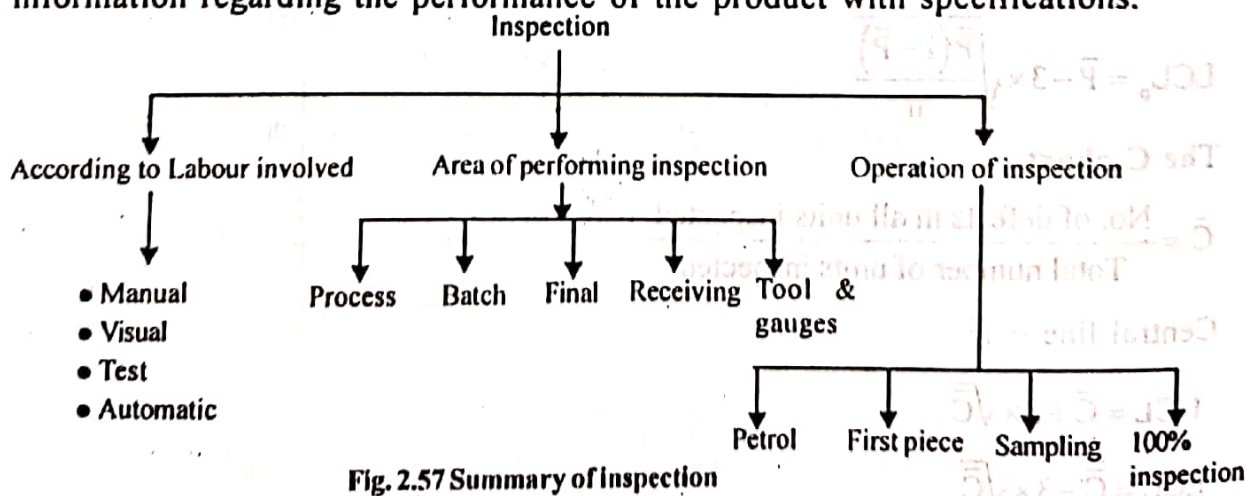 information regarding the performance of the product with specifications.
Inspection
According to Labour involved
Area of performing inspection
Operation of inspection
• Manual
• Visual
• Test
• Automatic
Process
Batch
Final
Receiving
Tool &
gauges
Petrol
First piece
Sampling
100%
inspection
Fig. 2.57 Summary of inspection